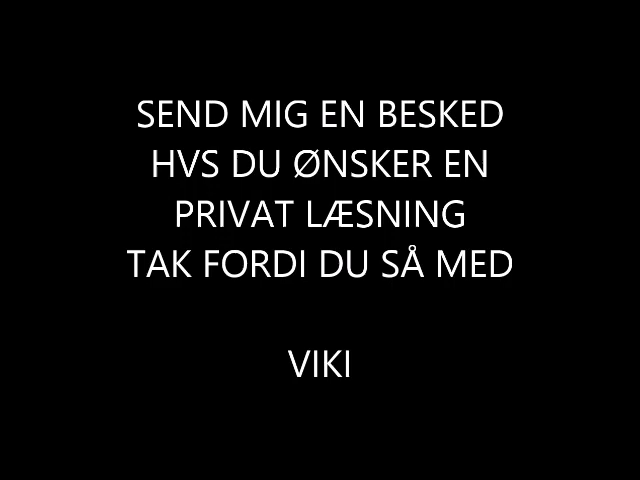 SEND MIG EN BESKED
HVS DU ØNSKER EN
PRIVAT LÆSNING
TAK FORDI DU SÅ MED
VIKI